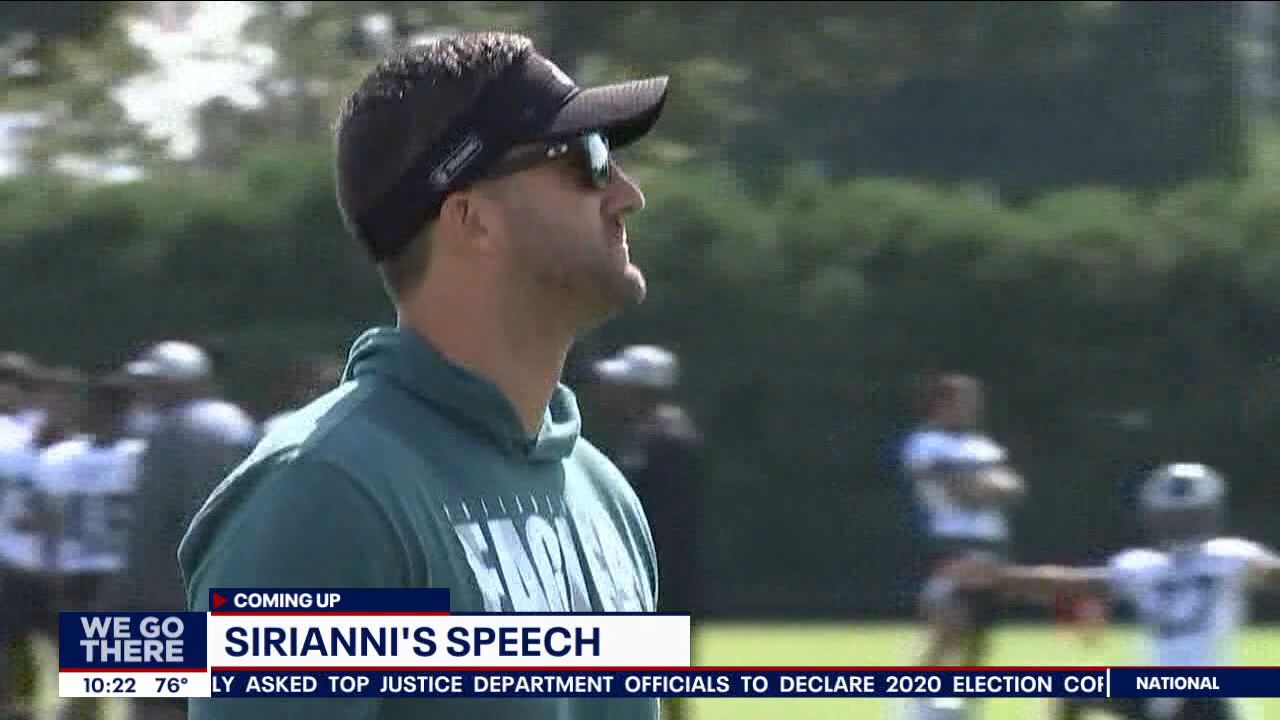 EAGLES
COMING UP
WE GO
THERE
SIRIANNI'S SPEECH
10:22 76°
LY ASKED TOP JUSTICE DEPARTMENT OFFICIALS TO DECLARE 2020 ELECTION COR
NATIONAL